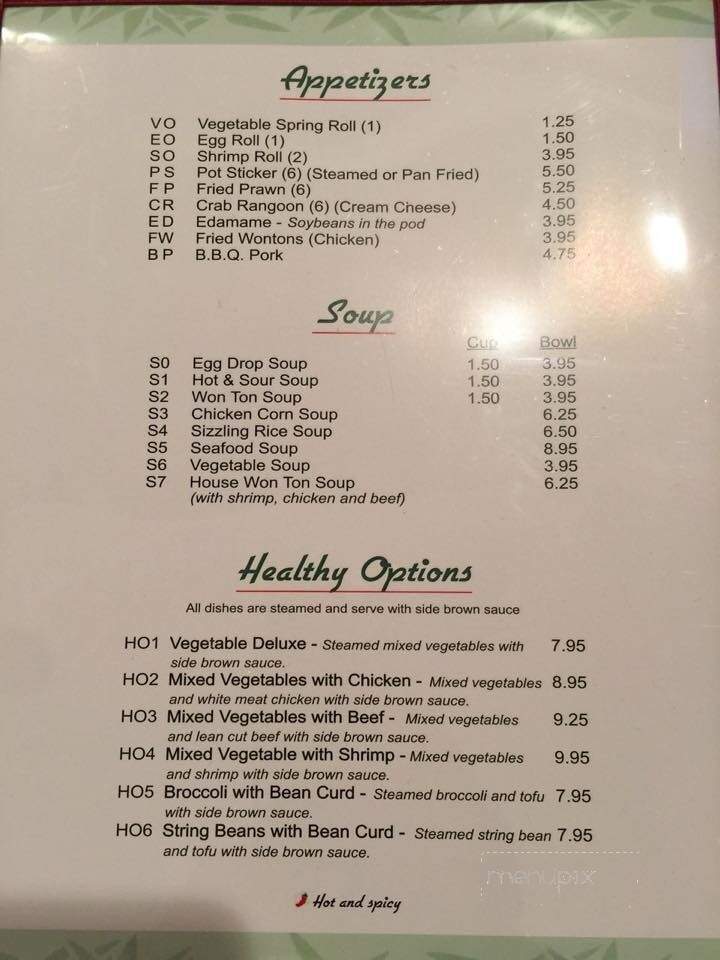 Appetizers
VO Vegetable Spring Roll (1) 1.25
EO Egg Roll (1) 1.50
SO Shrimp Roll (2) 3.95
PS Pot Sticker (6) (Steamed or Pan Fried) 5.50
FP Fried Prawn (6) 5.25
CR Crab Rangoon (6) (Cream Cheese) 4.50
ED Edamame - Soybeans in the pod 3.95
FW Fried Wontons (Chicken) 3.95
BP B.B.Q. Pork 4.75
Soup
Cup Bowl
S0 Egg Drop Soup 1.50 3.95
S1 Hot & Sour Soup 1.50 3.95
S2 Won Ton Soup 1.50 3.95
S3 Chicken Corn Soup 6.25
S4 Sizzling Rice Soup 6.50
S5 Seafood Soup 8.95
S6 Vegetable Soup 3.95
S7 House Won Ton Soup 6.25
(with shrimp, chicken and beef)
Healthy Options
All dishes are steamed and serve with side brown sauce
HO1 Vegetable Deluxe - Steamed mixed vegetables with 7.95
side brown sauce.
HO2 Mixed Vegetables with Chicken - Mixed vegetables 8.95
and white meat chicken with side brown sauce.
HO3 Mixed Vegetables with Beef - Mixed vegetables 9.25
and lean cut beef with side brown sauce.
HO4 Mixed Vegetable with Shrimp - Mixed vegetables 9.95
and shrimp with side brown sauce.
HO5 Broccoli with Bean Curd - Steamed broccoli and tofu 7.95
with side brown sauce.
HO6 String Beans with Bean Curd - Steamed string bean 7.95
and tofu with side brown sauce.
menupix
Hot and spicy